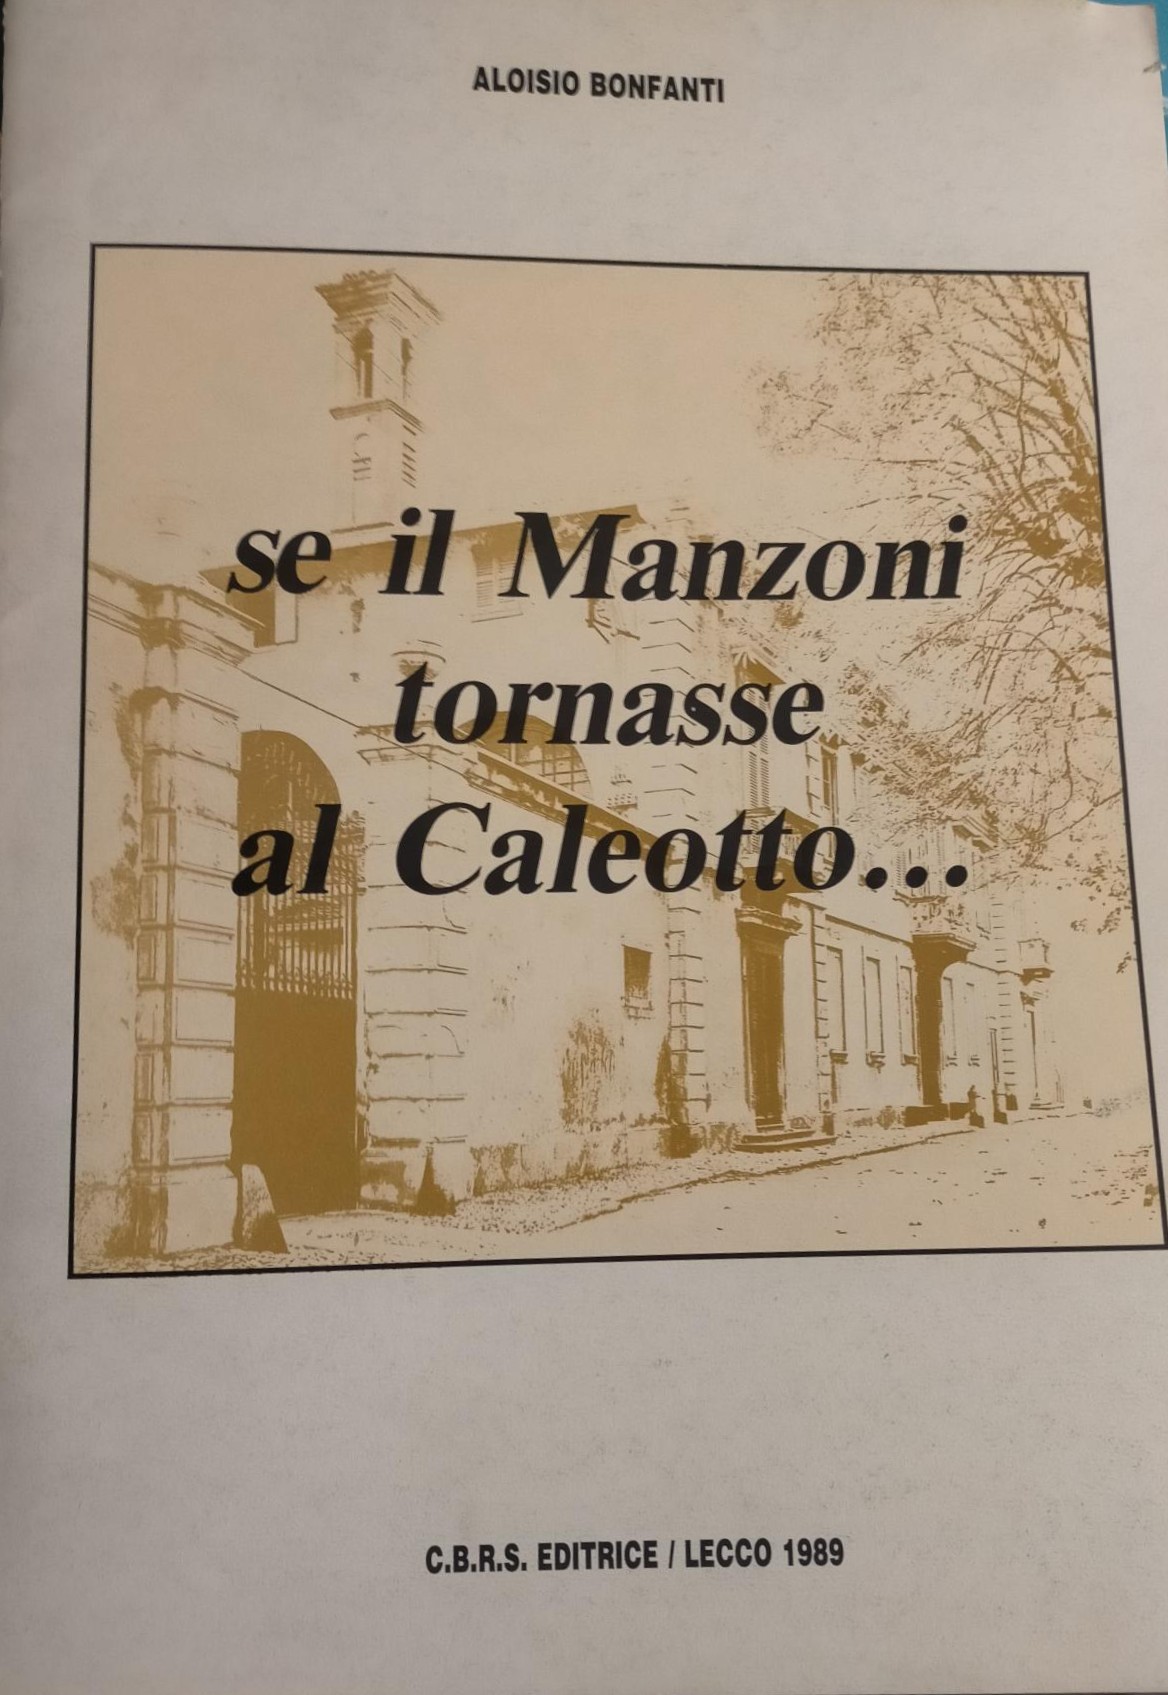 ALOISIO BONFANTI
se il Manzoni
tornasse
al Caleotto...
C.B.R.S. EDITRICE / LECCO 1989